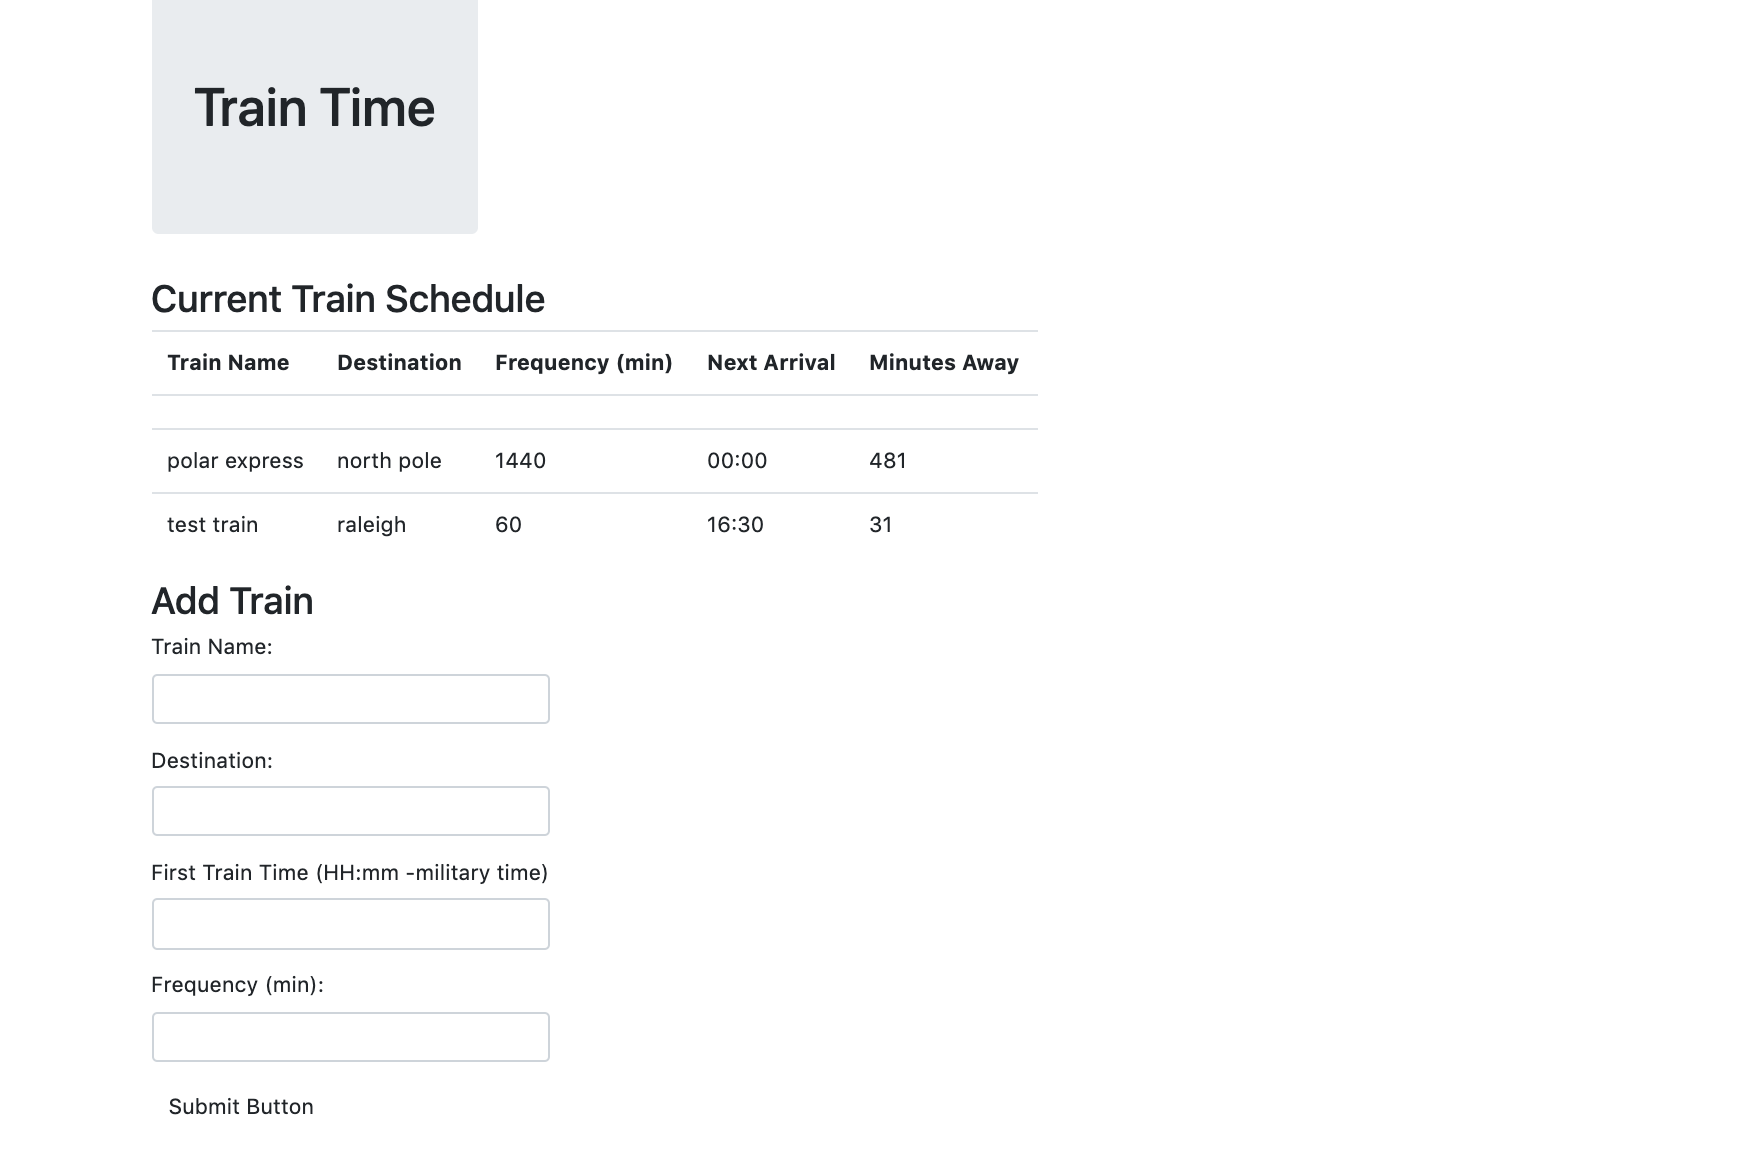 Train Time
Current Train Schedule
Train Name Destination Frequency (min) Next Arrival Minutes Away
polar express north pole 1440 00:00 481
test train raleigh 60 16:30 31
Add Train
Train Name:
Destination:
First Train Time (HH:mm -military time)
Frequency (min):
Submit Button